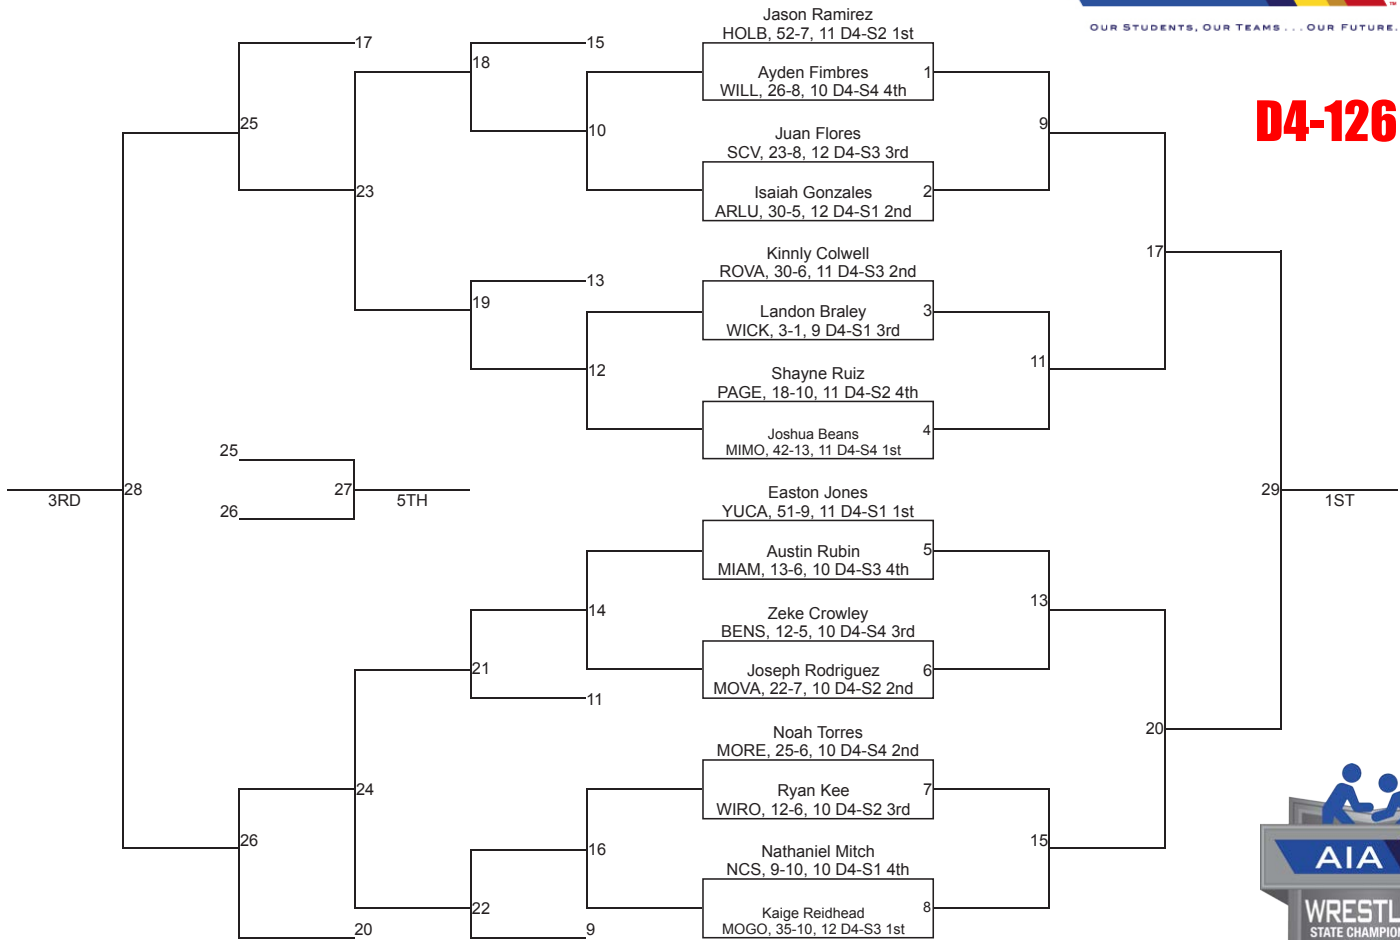 OUR STUDENTS, OUR TEAMS . . . OUR FUTURE.
TM
D4-126
Jason Ramirez
HOLB, 52-7, 11 D4-S2 1st
Ayden Fimbres 1
WILL, 26-8, 10 D4-S4 4th
Juan Flores
SCV, 23-8, 12 D4-S3 3rd
Isaiah Gonzales 2
ARLU, 30-5, 12 D4-S1 2nd
Kinnly Colwell
ROVA, 30-6, 11 D4-S3 2nd
Landon Braley 3
WICK, 3-1, 9 D4-S1 3rd
Shayne Ruiz
PAGE, 18-10, 11 D4-S2 4th
Joshua Beans 4
MIMO, 42-13, 11 D4-S4 1st
Easton Jones
YUCA, 51-9, 11 D4-S1 1st
Austin Rubin 5
MIAM, 13-6, 10 D4-S3 4th
Zeke Crowley
BENS, 12-5, 10 D4-S4 3rd
Joseph Rodriguez 6
MOVA, 22-7, 10 D4-S2 2nd
Noah Torres
MORE, 25-6, 10 D4-S4 2nd
Ryan Kee 7
WIRO, 12-6, 10 D4-S2 3rd
Nathaniel Mitch
NCS, 9-10, 10 D4-S1 4th
Kaige Reidhead 8
MOGO, 35-10, 12 D4-S3 1st
9
11
13
15
17
20
29
1ST
17
15
18
25
10
23
13
19
12
25
28
3RD
27
5TH
26
14
21
11
24
26
16
22
20
9
AIA
WRESTL
STATE CHAMPIO